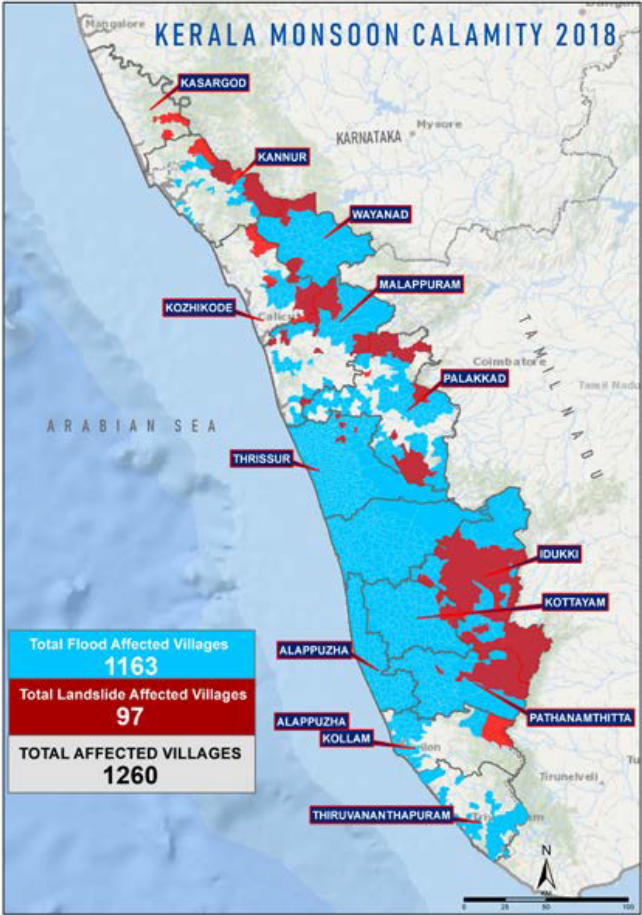 Mangalore
KERALA MONSOON CALAMITY 2018
KASARGOD
KARNATAKA
Mysore
KANNUR
WAYANAD
MALAPPURAM
KOZHIKODE
Coimbatore
PALAKKAD
TAMIL NADU
Tamil Nadu
ARABIAN SEA
THRISSUR
IDUKKI
KOTTAYAM
Total Flood Affected Villages
1163
ALAPPUZHA
Total Landslide Affected Villages
97
PATHANAMTHITTA
ALAPPUZHA
KOLLAM
TOTAL AFFECTED VILLAGES
1260
Tirunelveli
THIRUVANANTHAPURAM
N
0 25 50 100